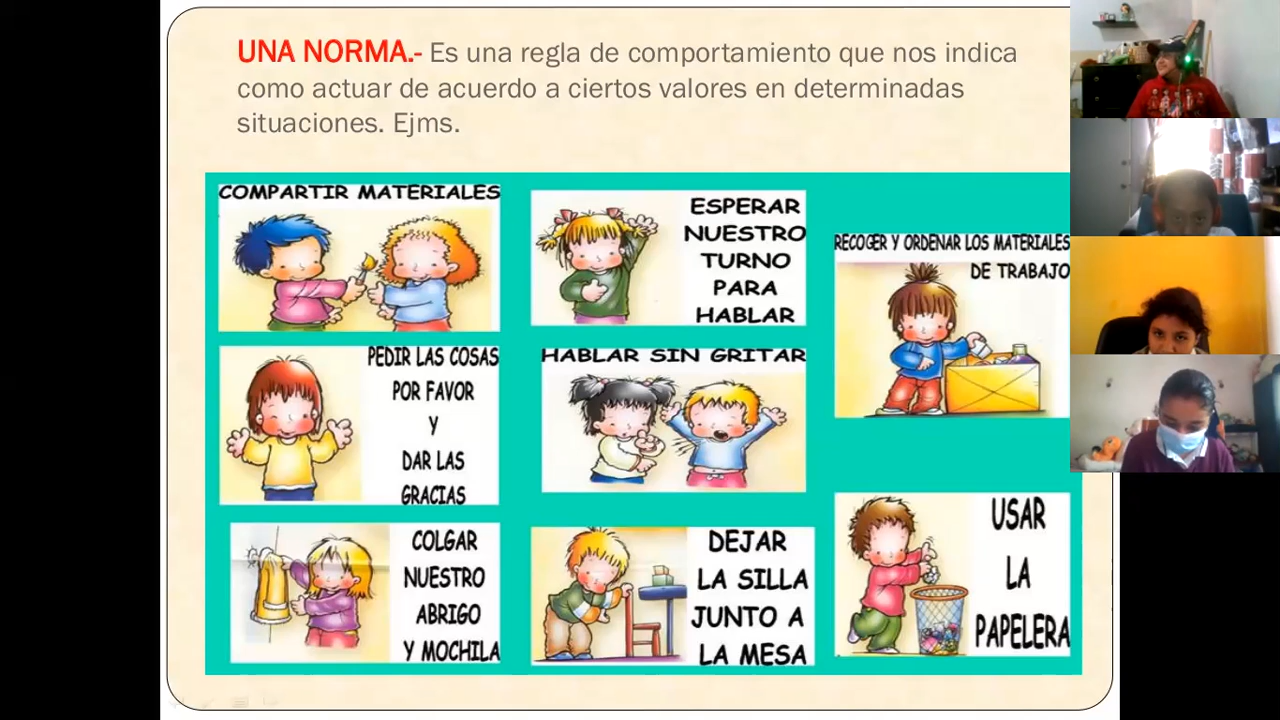 UNA NORMA.- Es una regla de comportamiento que nos indica
como actuar de acuerdo a ciertos valores en determinadas
situaciones. Ejms.
COMPARTIR MATERIALES
ESPERAR
NUESTRO
TURNO
PARA
HABLAR
RECOGER Y ORDENAR LOS MATERIALES
DE TRABAJO
PEDIR LAS COSAS
POR FAVOR
Y
DAR LAS
GRACIAS
HABLAR SIN GRITAR
COLGAR
NUESTRO
ABRIGO
Y MOCHILA
DEJAR
LA SILLA
JUNTO A
LA MESA
USAR
LA
PAPELERA